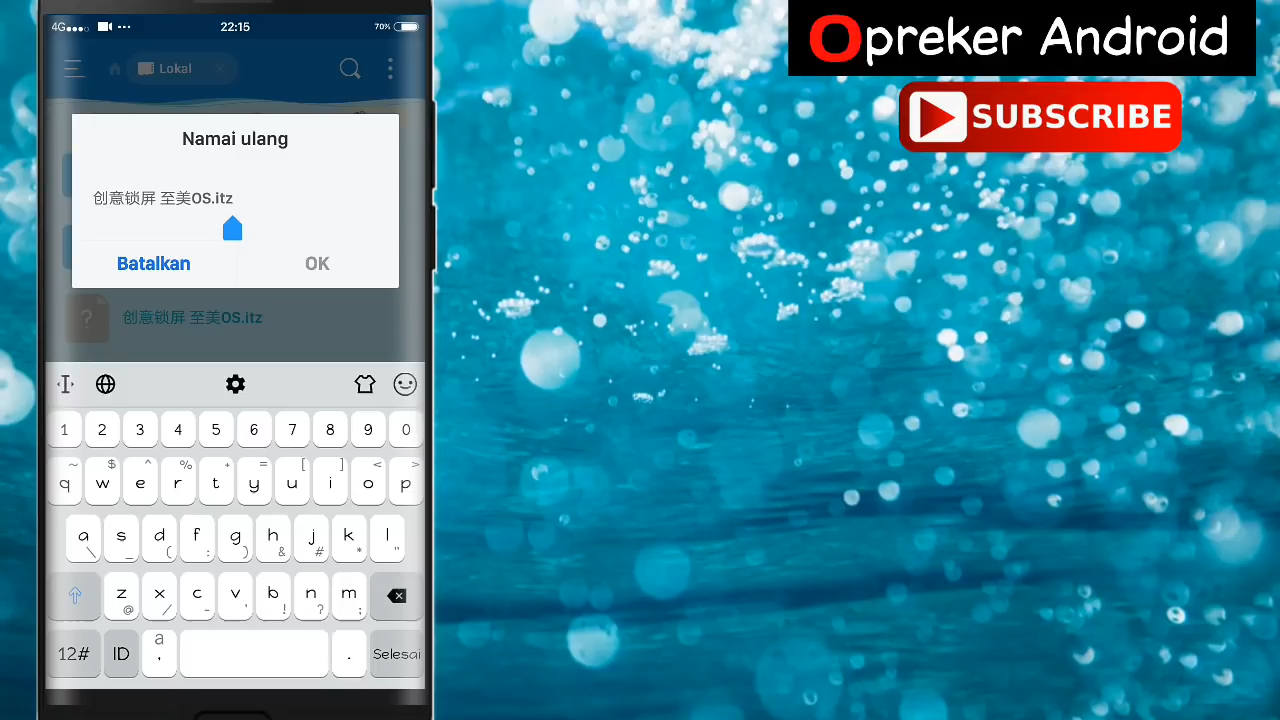 4G
22:15
70%
Opreker Android
Lokal
SUBSCRIBE
Namai ulang
创意锁屏 至美OS.itz
Batalkan
OK
?
创意锁屏 至美OS.itz
1 2 3 4 5 6 7 8 9 0
~ $ ^ % + = [ ] < >
q w e r t y u i o p
a s d f g h j k l
\ _ ( : ) & # * "
z x c v b n m
@ / - ' ! ? ;
12# ID a , . Selesai